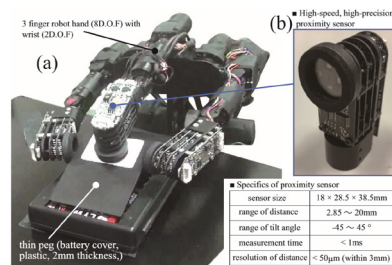 3 finger robot hand (8D.O.F) with
wrist (2D.O.F)
(a)
thin peg (battery cover,
plastic, 2mm thickness,)
(b)
■ High-speed, high-precision
proximity sensor
■ Specifics of proximity sensor
sensor size 18 × 28.5 × 38.5mm
range of distance 2.85 ～ 20mm
range of tilt angle -45 ～ 45 °
measurement time < 1ms
resolution of distance < 50μm (within 3mm)